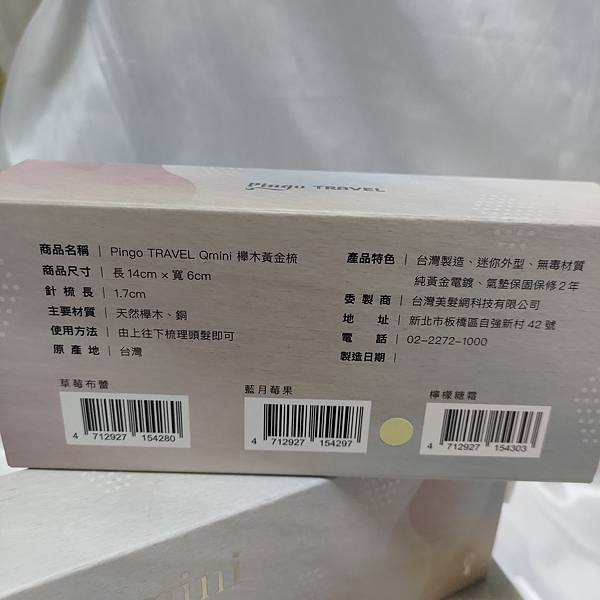 Pingo TRAVEL
商品名稱｜Pingo TRAVEL Qmini 櫸木黃金梳
商品尺寸｜長 14cm × 寬 6cm
針 梳 長｜1.7cm
主要材質｜天然櫸木、銅
使用方法｜由上往下梳理頭髮即可
原 產 地｜台灣
產品特色｜台灣製造、迷你外型、無毒材質
純黃金電鍍、氣墊保固保修2年
委 製 商｜台灣美髮網科技有限公司
地 址｜新北市板橋區自強新村 42 號
電 話｜02-2272-1000
製造日期｜
草莓布蕾
4 712927 154280
藍月莓果
4 712927 154297
檸檬糖霜
4 712927 154303
mini